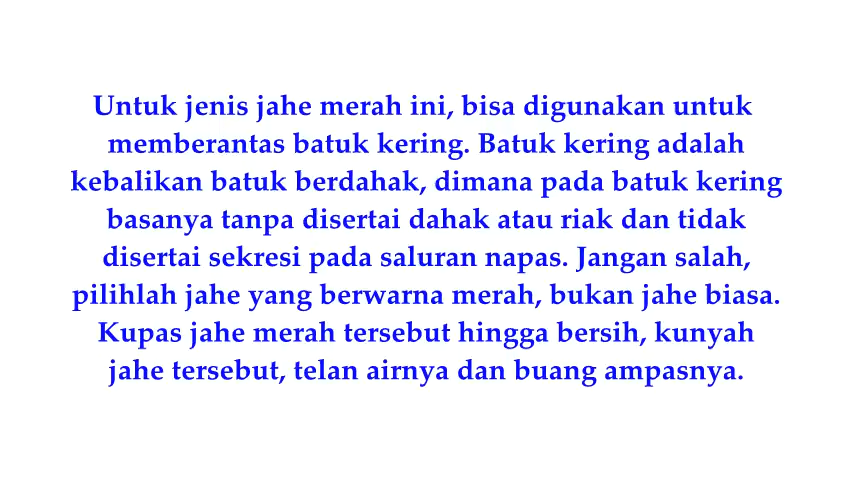 Untuk jenis jahe merah ini, bisa digunakan untuk
memberantas batuk kering. Batuk kering adalah
kebalikan batuk berdahak, dimana pada batuk kering
basanya tanpa disertai dahak atau riak dan tidak
disertai sekresi pada saluran napas. Jangan salah,
pilihlah jahe yang berwarna merah, bukan jahe biasa.
Kupas jahe merah tersebut hingga bersih, kunyah
jahe tersebut, telan airnya dan buang ampasnya.